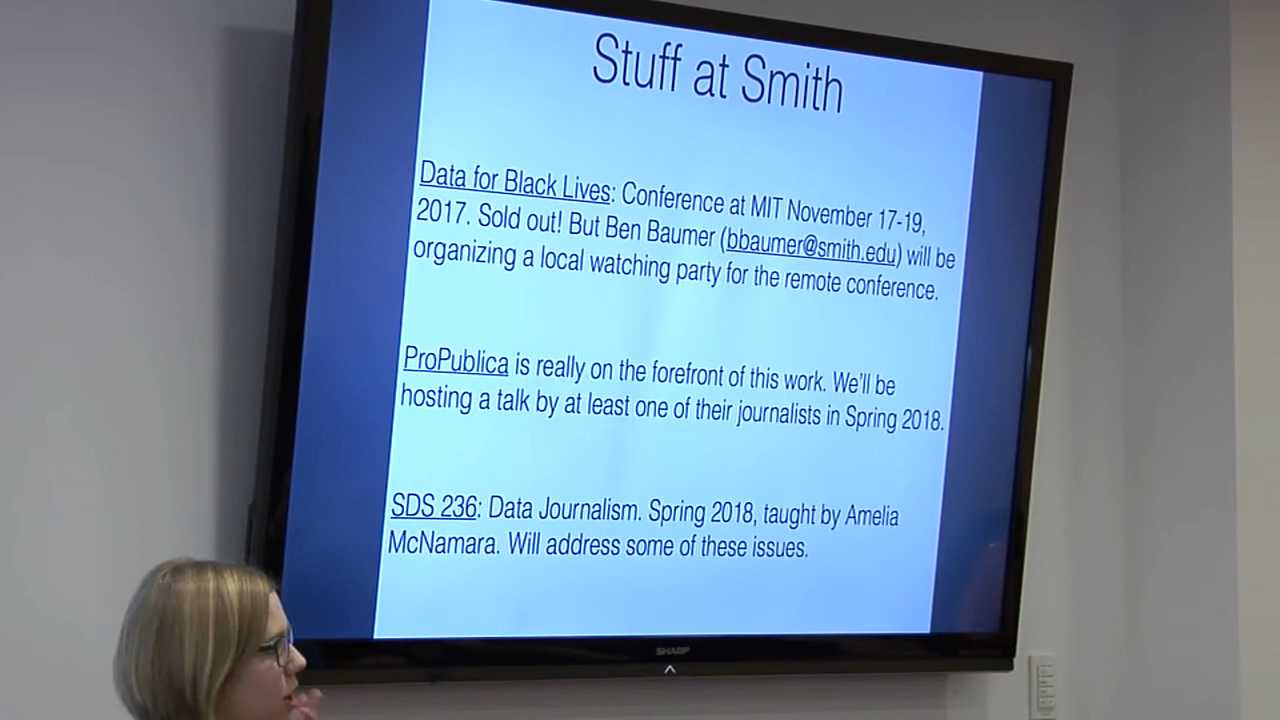 Stuff at Smith
Data for Black Lives: Conference at MIT November 17-19,
2017. Sold out! But Ben Baumer (bbaumer@smith.edu) will be
organizing a local watching party for the remote conference.
ProPublica is really on the forefront of this work. We'll be
hosting a talk by at least one of their journalists in Spring 2018.
SDS 236: Data Journalism. Spring 2018, taught by Amelia
McNamara. Will address some of these issues.
SHARP